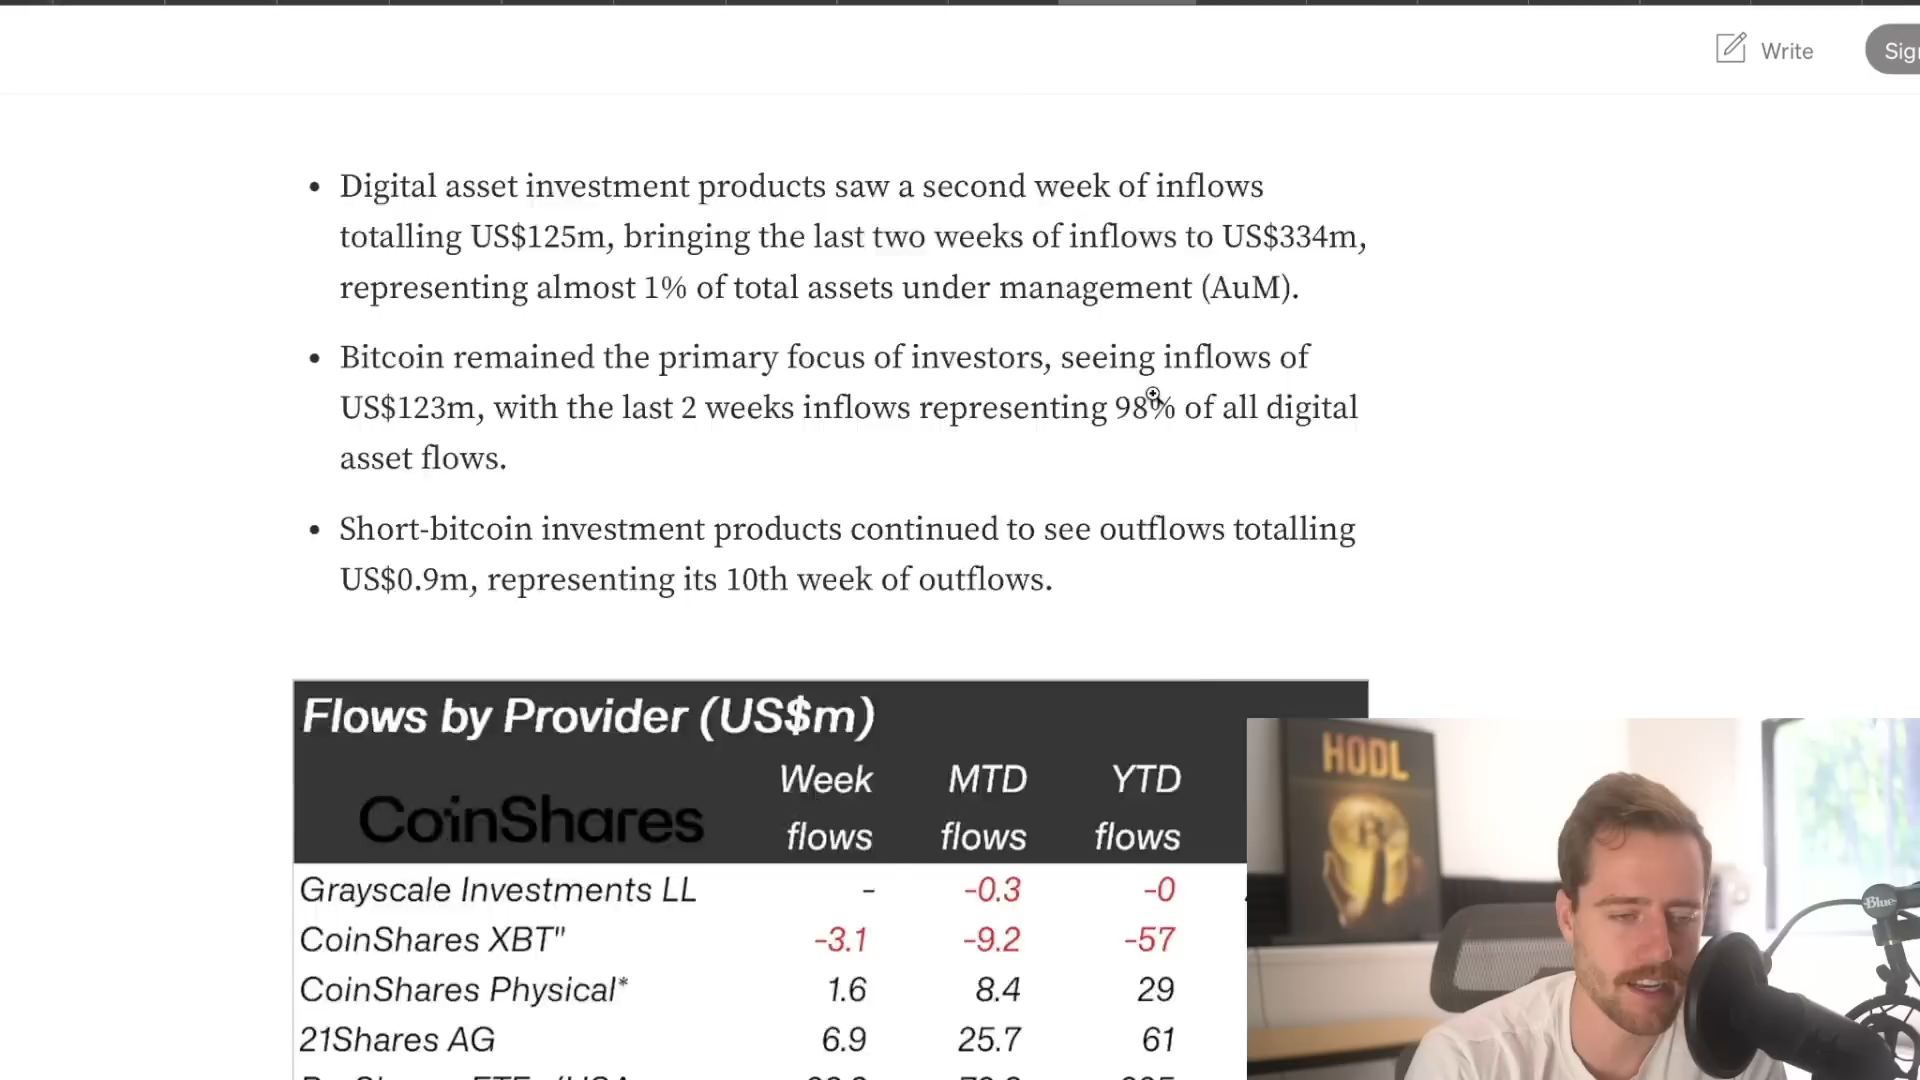 Write
• Digital asset investment products saw a second week of inflows
totalling US$125m, bringing the last two weeks of inflows to US$334m,
representing almost 1% of total assets under management (AuM).
• Bitcoin remained the primary focus of investors, seeing inflows of
US$123m, with the last 2 weeks inflows representing 98% of all digital
asset flows.
• Short-bitcoin investment products continued to see outflows totalling
US$0.9m, representing its 10th week of outflows.
Flows by Provider (US$m)
CoinShares
Week flows
MTD flows
YTD flows
Grayscale Investments LL - -0.3 -0
CoinShares XBT" -3.1 -9.2 -57
CoinShares Physical* 1.6 8.4 29
21Shares AG 6.9 25.7 61
HODL
Blue